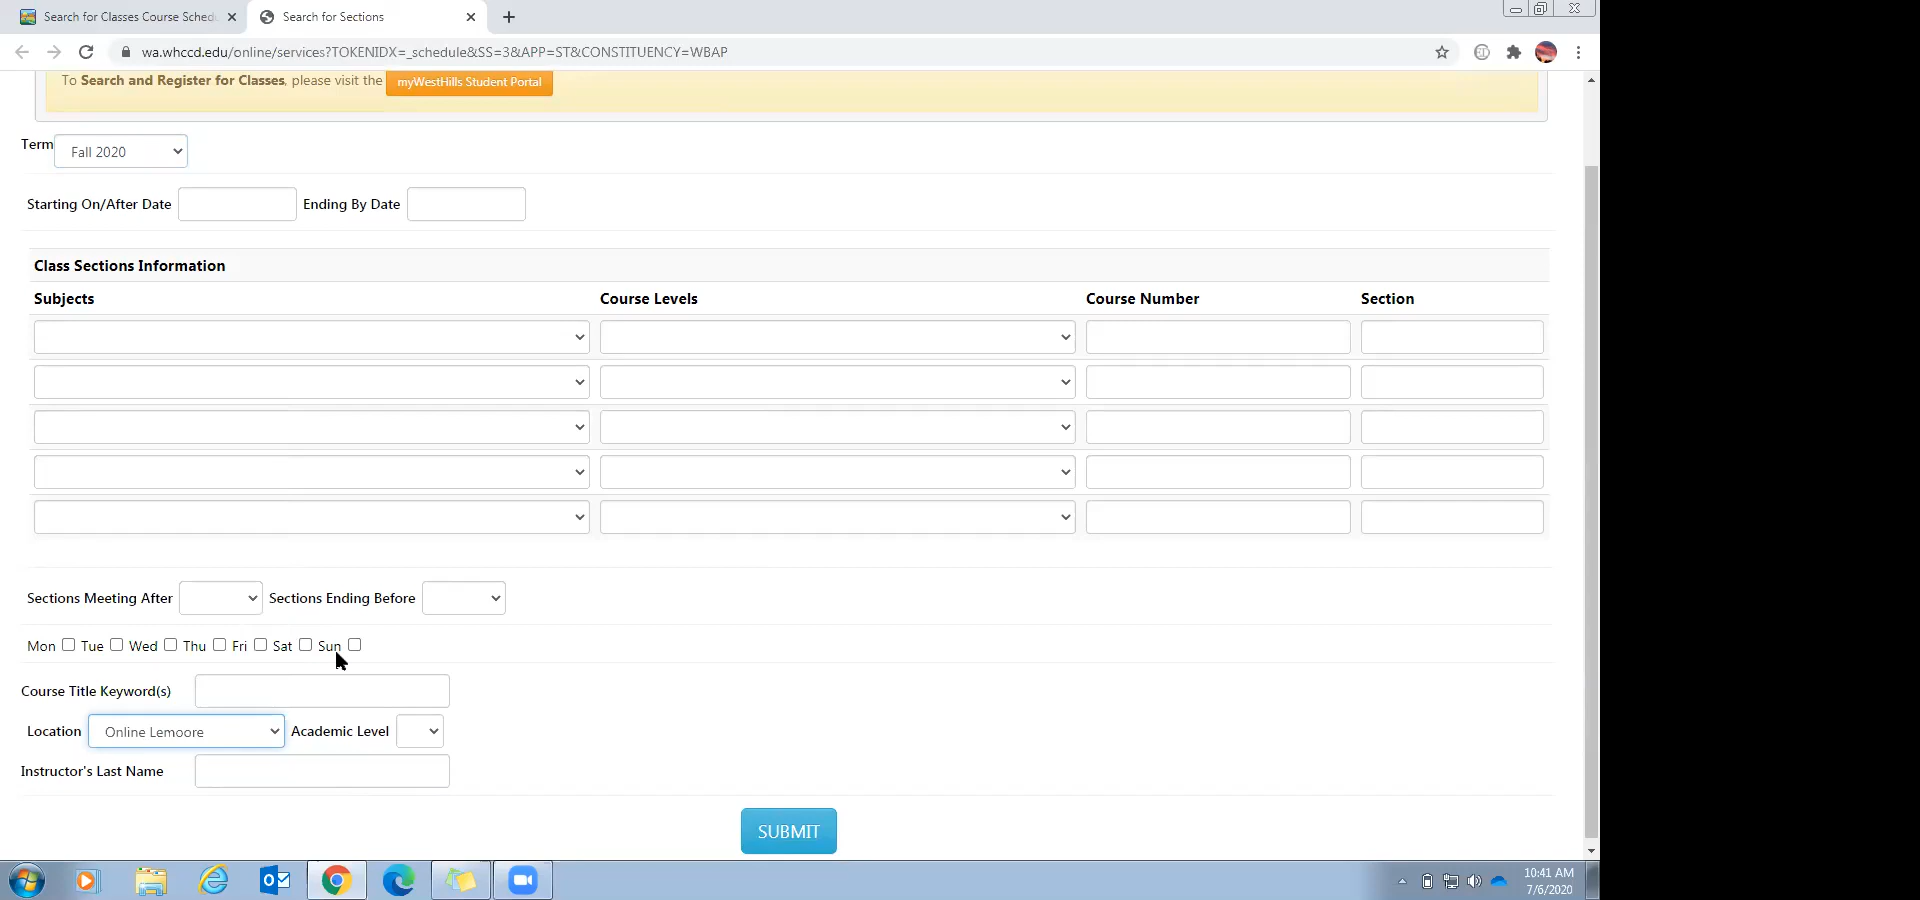 Search for Classes Course Sched
Search for Sections
wa.whccd.edu/online/services?TOKENIDX=_schedule&SS=3&APP=ST&CONSTITUENCY=WBAP
To Search and Register for Classes, please visit the myWestHills Student Portal
Term Fall 2020
Starting On/After Date Ending By Date
Class Sections Information
Subjects Course Levels Course Number Section
Sections Meeting After Sections Ending Before
Mon Tue Wed Thu Fri Sat Sun
Course Title Keyword(s)
Location Online Lemoore Academic Level
Instructor's Last Name
SUBMIT
10:41 AM
7/6/2020